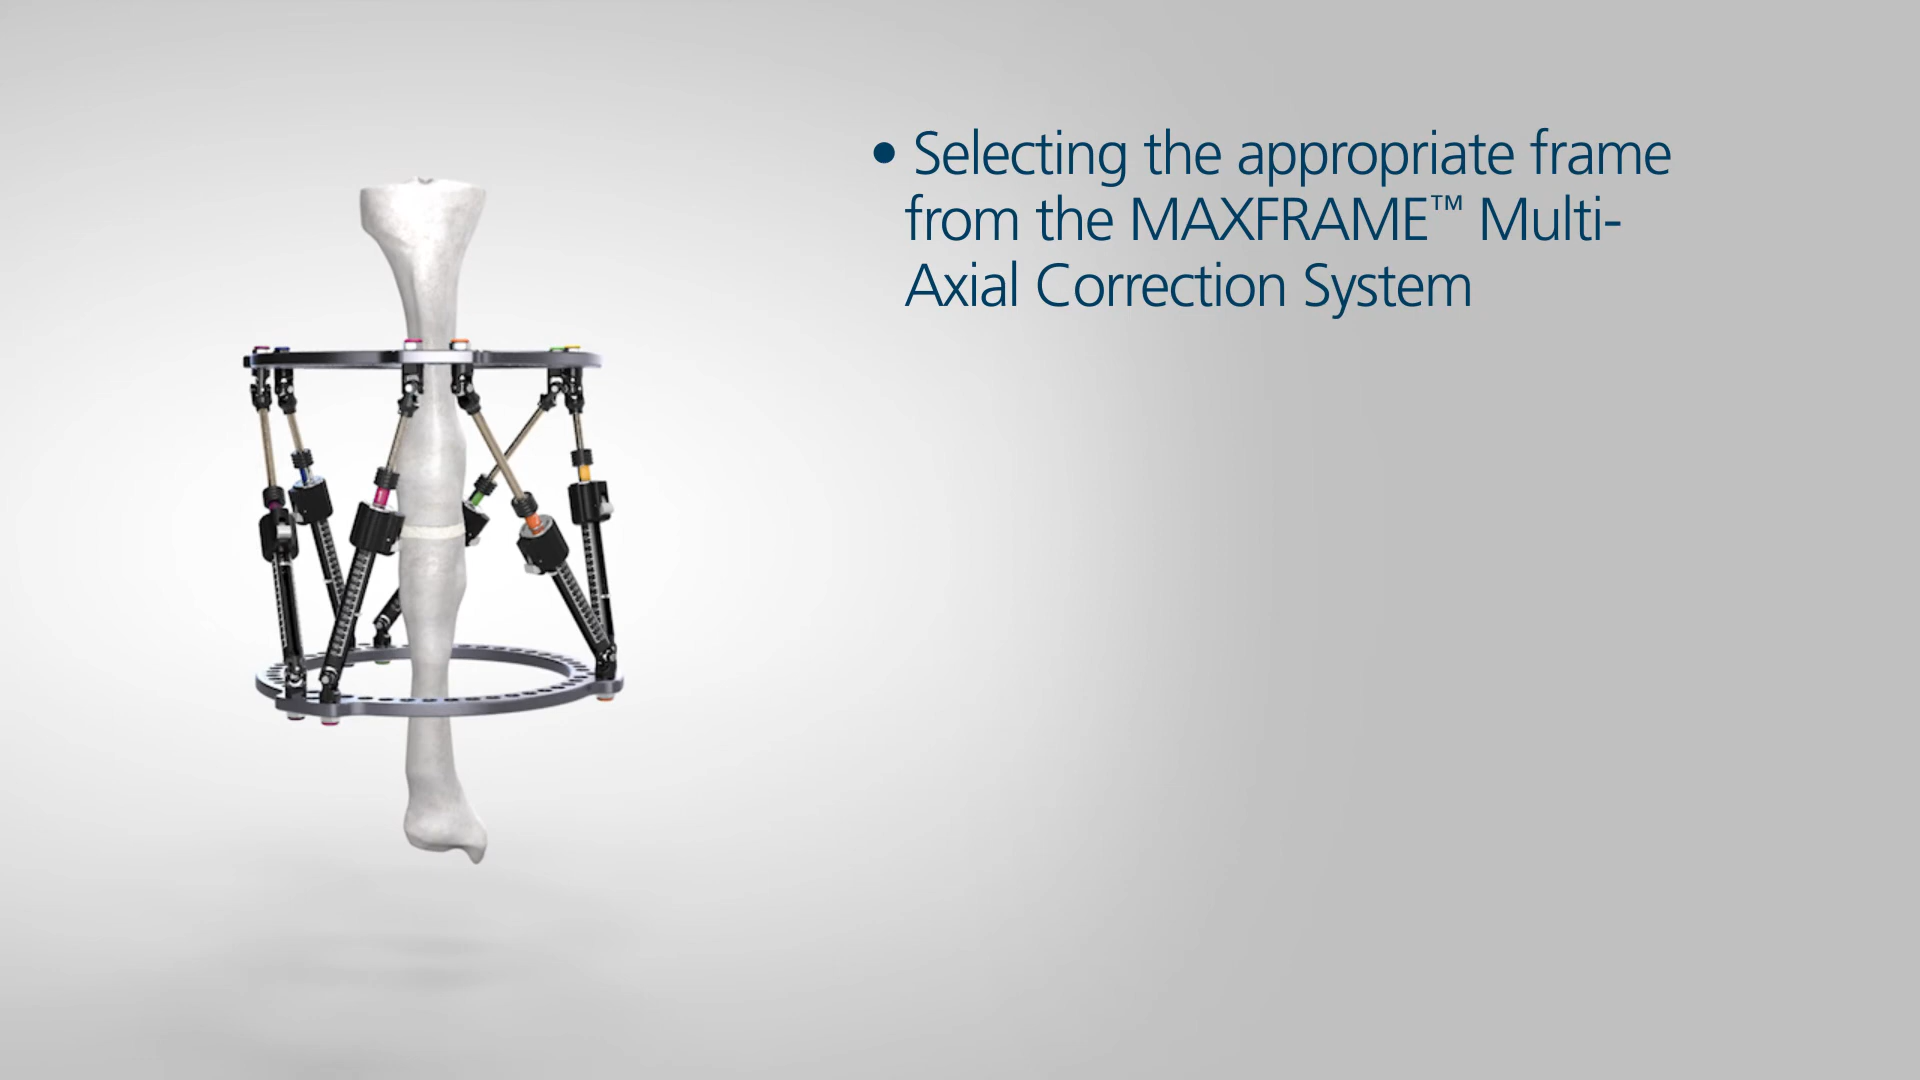 • Selecting the appropriate frame
from the MAXFRAME™ Multi-
Axial Correction System